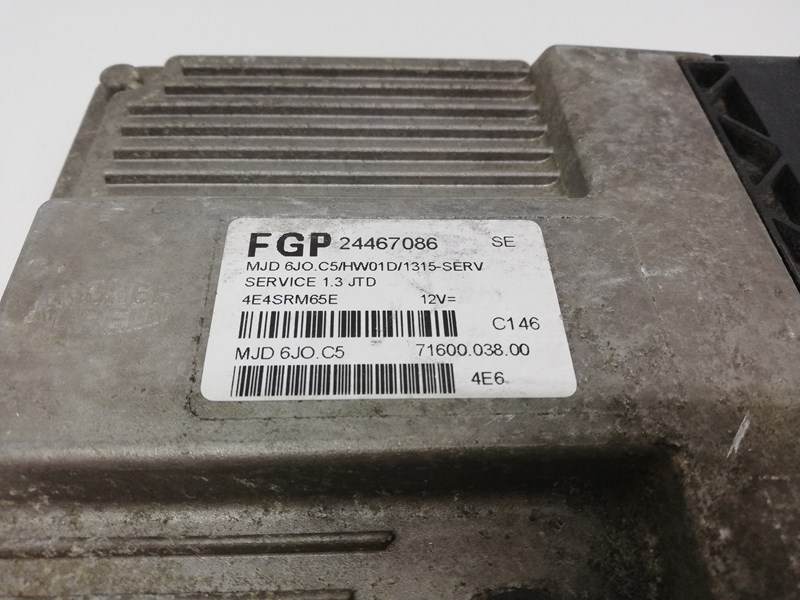 FGP 24467086 SE
MJD 6JO.C5/HW01D/1315-SERV
SERVICE 1.3 JTD
4E4SRM65E 12V=
C146
MJD 6JO.C5 71600.038.00
4E6